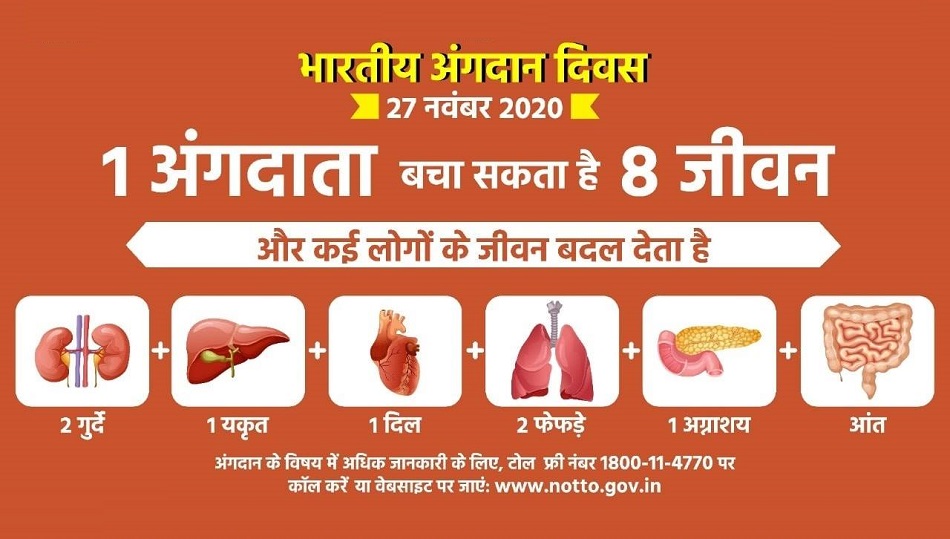 भारतीय अंगदान दिवस
27 नवंबर 2020
1 अंगदाता बचा सकता है 8 जीवन
और कई लोगों के जीवन बदल देता है
2 गुर्दे + 1 यकृत + 1 दिल + 2 फेफड़े + 1 अग्नाशय + आंत
अंगदान के विषय में अधिक जानकारी के लिए, टोल फ्री नंबर 1800-11-4770 पर
कॉल करें या वेबसाइट पर जाएं: www.notto.gov.in